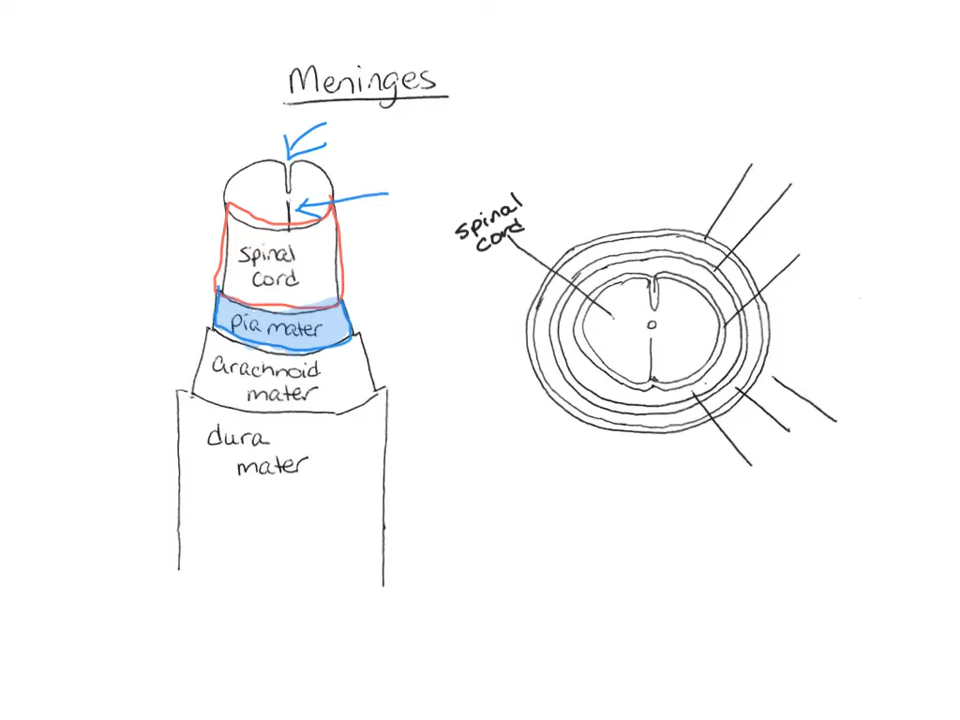 Meninges
spinal
cord
pia mater
arachnoid
mater
dura
mater
spinal
cord